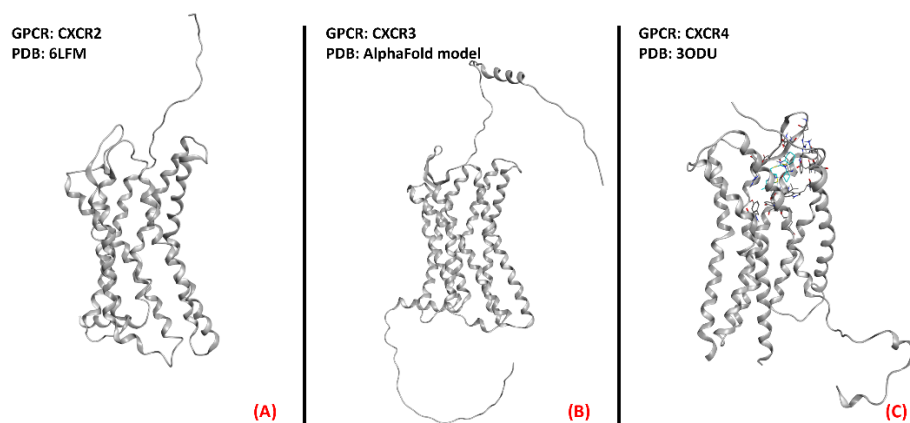 GPCR: CXCR2
PDB: 6LFM
(A)
GPCR: CXCR3
PDB: AlphaFold model
(B)
GPCR: CXCR4
PDB: 3ODU
(C)